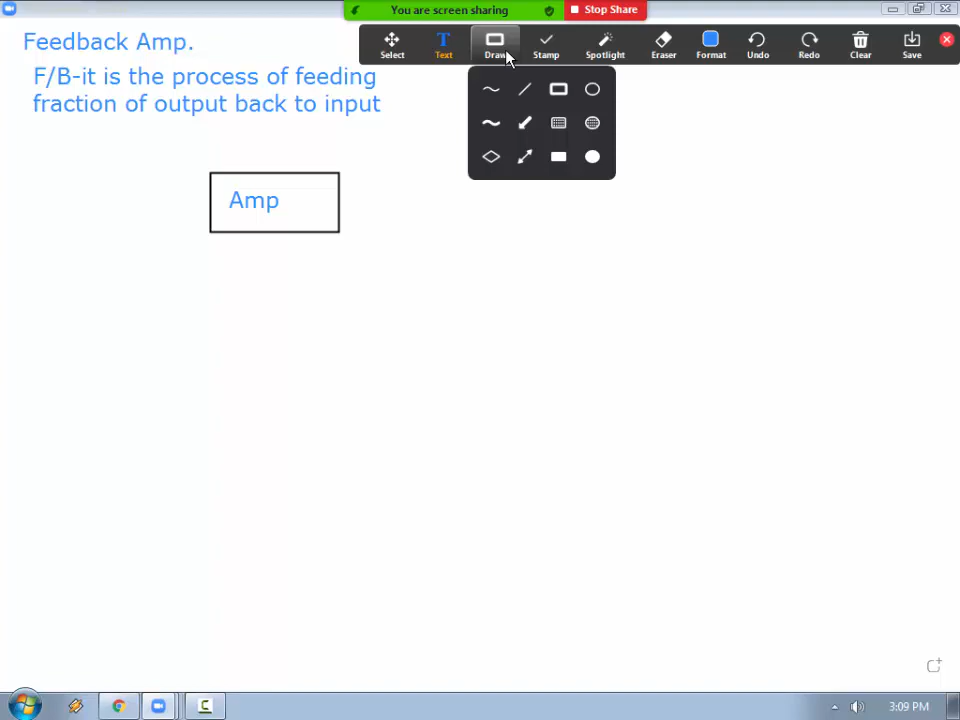 You are screen sharing
Stop Share
Feedback Amp.
Select
Text
Draw
Stamp
Spotlight
Eraser
Format
Undo
Redo
Clear
Save
F/B-it is the process of feeding
fraction of output back to input
Amp
3:09 PM